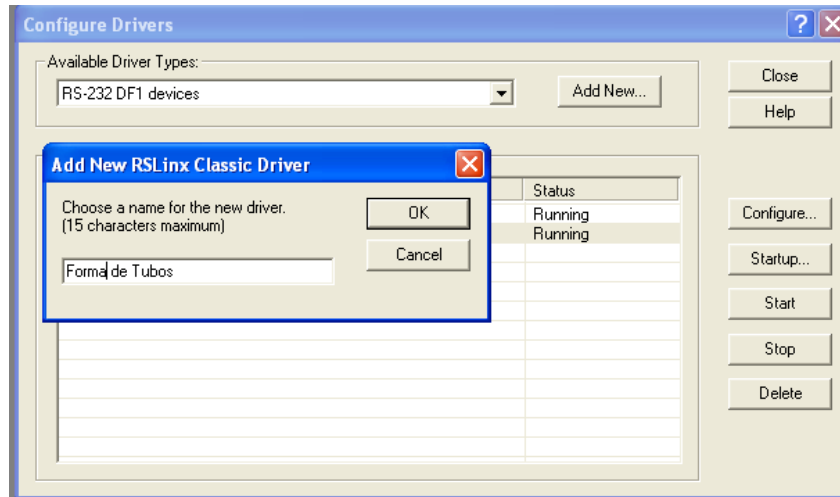 Configure Drivers
Available Driver Types:
RS-232 DF1 devices
Add New...
Close
Help
Add New RSLinx Classic Driver
Choose a name for the new driver.
(15 characters maximum)
OK
Cancel
Forma de Tubos
Status
Running
Running
Configure...
Startup...
Start
Stop
Delete